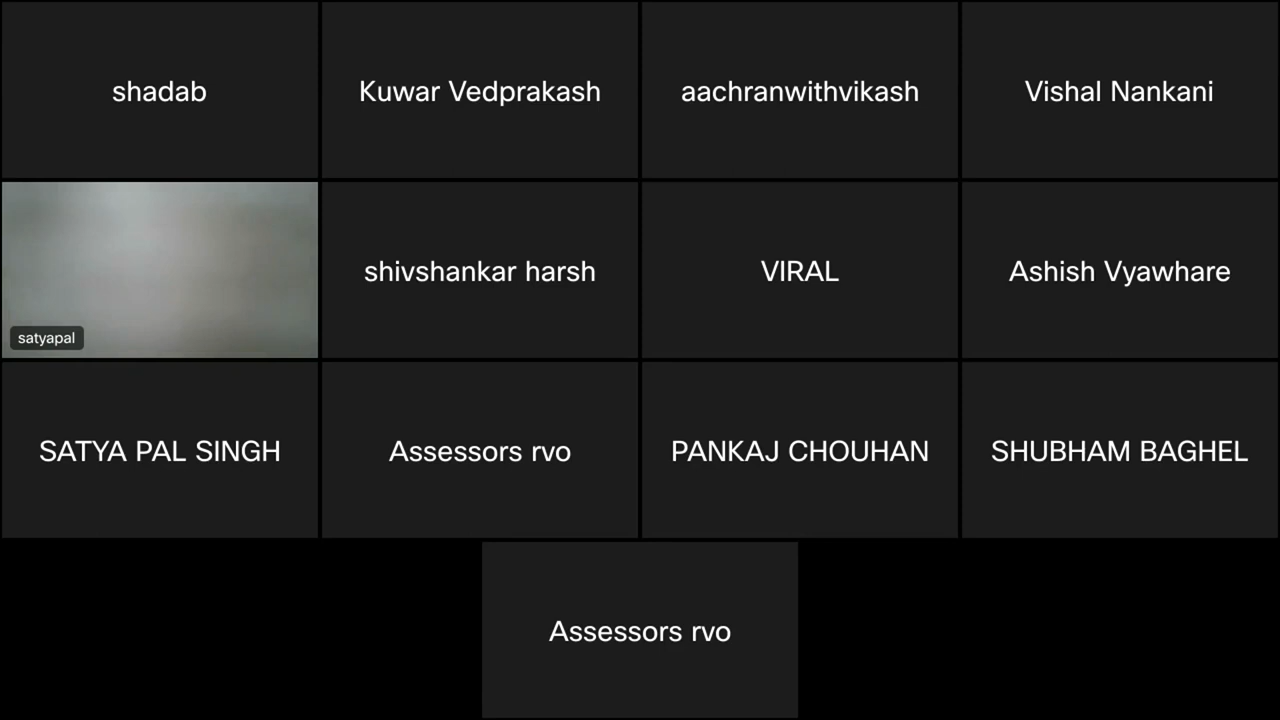 shadab
Kuwar Vedprakash
aachranwithvikash
Vishal Nankani
satyapal
shivshankar harsh
VIRAL
Ashish Vyawhare
SATYA PAL SINGH
Assessors rvo
PANKAJ CHOUHAN
SHUBHAM BAGHEL
Assessors rvo